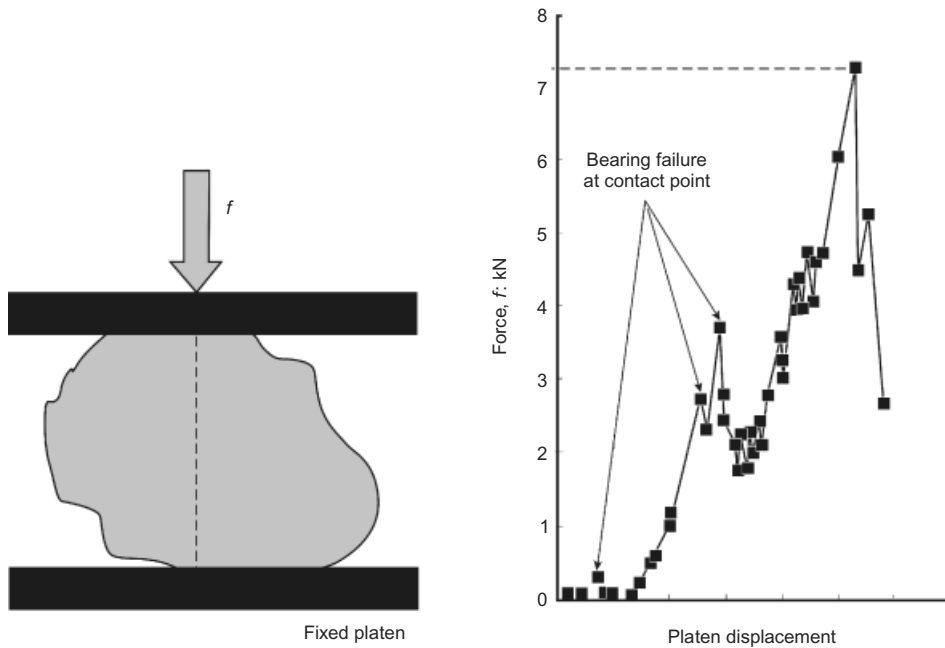 f
Fixed platen
8
7
6
5
4
3
2
1
0
Force, f: kN
Bearing failure
at contact point
Platen displacement